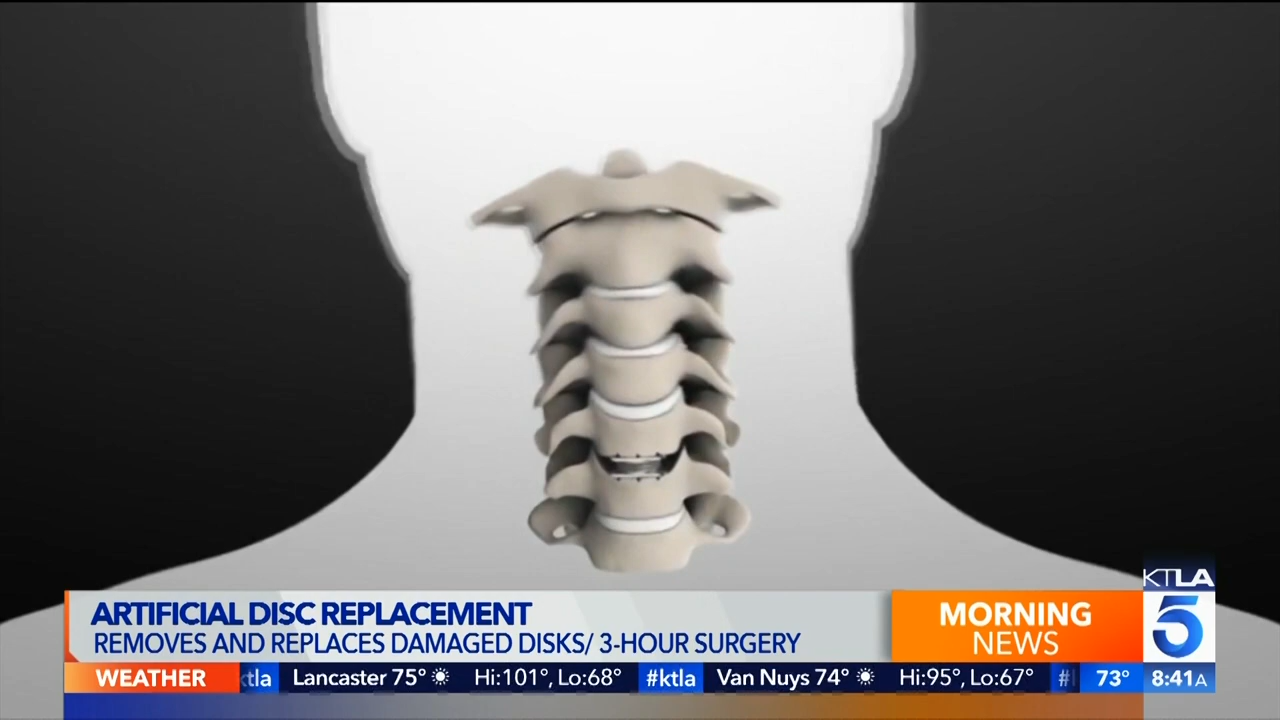 ARTIFICIAL DISC REPLACEMENT
REMOVES AND REPLACES DAMAGED DISKS/ 3-HOUR SURGERY
MORNING
NEWS
KTLA
5
WEATHER ktla Lancaster 75° Hi:101°, Lo:68° #ktla Van Nuys 74° Hi:95°, Lo:67° # 73° 8:41A